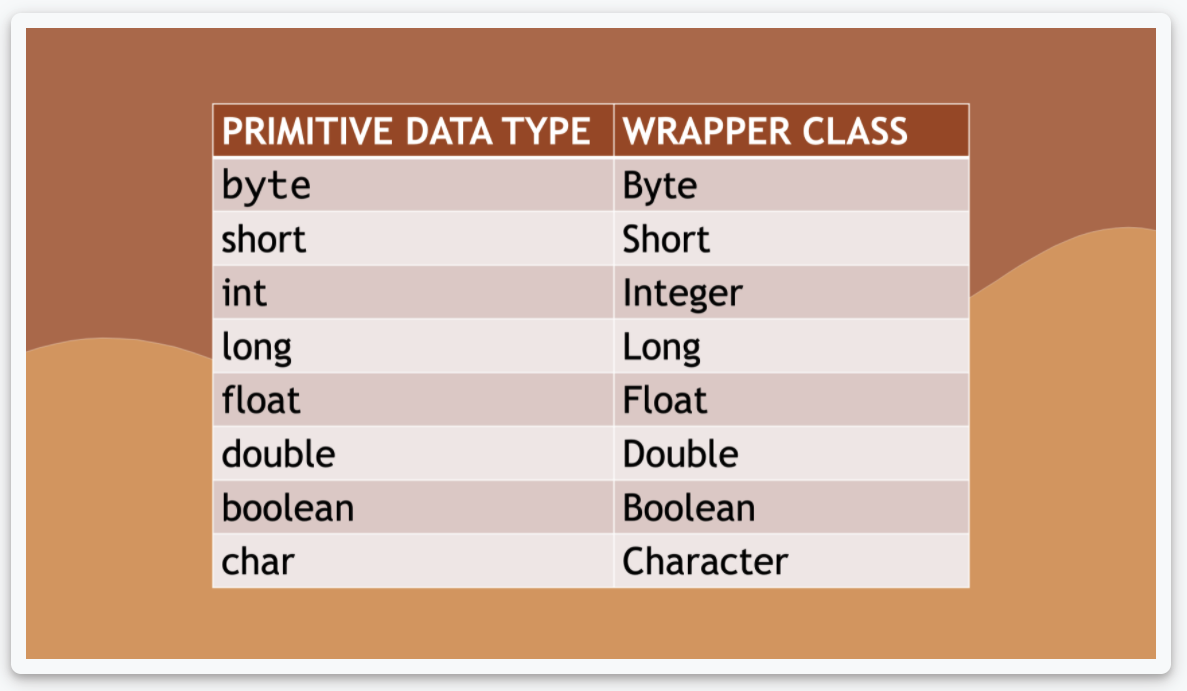 PRIMITIVE DATA TYPE WRAPPER CLASS
byte Byte
short Short
int Integer
long Long
float Float
double Double
boolean Boolean
char Character